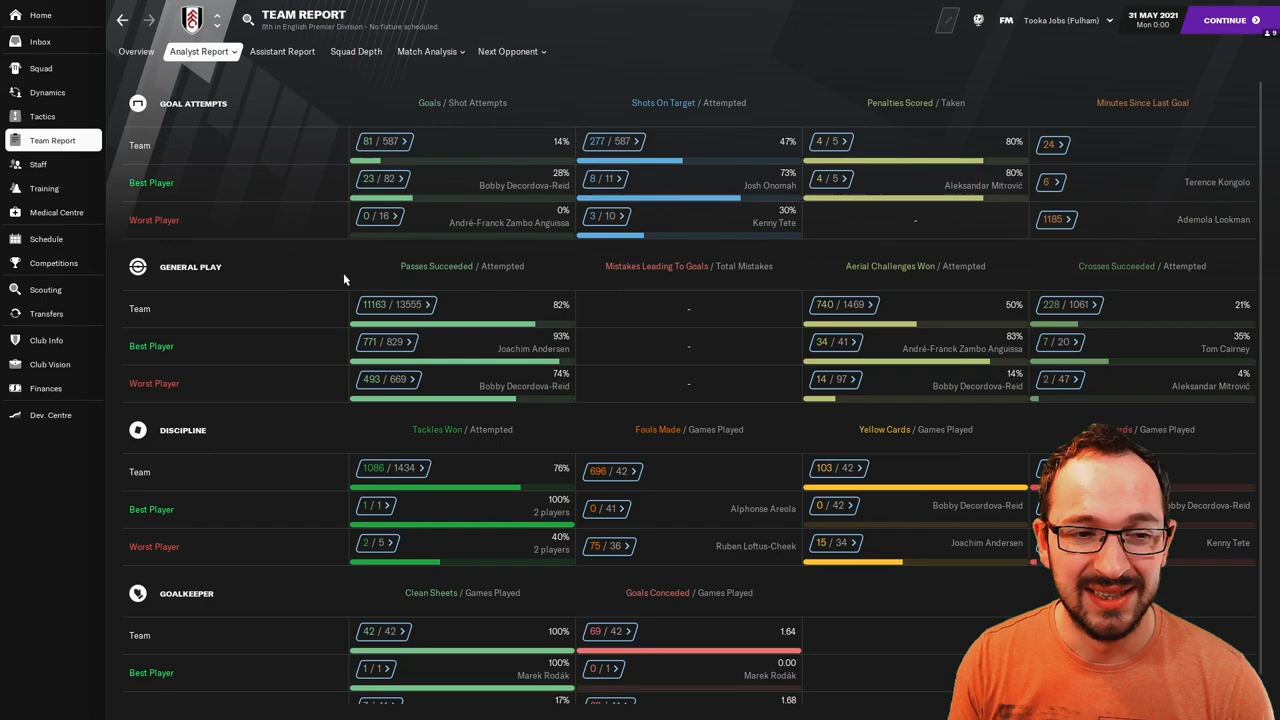 Home
TEAM REPORT
6th in English Premier Division - No fixture scheduled.
FM
Tooka Jobs (Fulham)
31 MAY 2021
Mon 0:00
CONTINUE
9
Inbox
Overview
Analyst Report
Assistant Report
Squad Depth
Match Analysis
Next Opponent
Squad
Dynamics
Tactics
Team Report
Staff
Training
Medical Centre
Schedule
Competitions
Scouting
Transfers
Club Info
Club Vision
Finances
Dev. Centre
GOAL ATTEMPTS
Goals / Shot Attempts
Shots On Target / Attempted
Penalties Scored / Taken
Minutes Since Last Goal
Team
81 / 587
14%
277 / 587
47%
4 / 5
80%
24
Best Player
23 / 82
28%
Bobby Decordova-Reid
8 / 11
73%
Josh Onomah
4 / 5
80%
Aleksandar Mitrović
6
Terence Kongolo
Worst Player
0 / 16
0%
André-Franck Zambo Anguissa
3 / 10
30%
Kenny Tete
-
1185
Ademola Lookman
GENERAL PLAY
Passes Succeeded / Attempted
Mistakes Leading To Goals / Total Mistakes
Aerial Challenges Won / Attempted
Crosses Succeeded / Attempted
Team
11163 / 13555
82%
-
740 / 1469
50%
228 / 1061
21%
Best Player
771 / 829
93%
Joachim Andersen
-
34 / 41
83%
André-Franck Zambo Anguissa
7 / 20
35%
Tom Cairney
Worst Player
493 / 669
74%
Bobby Decordova-Reid
-
14 / 97
14%
Bobby Decordova-Reid
2 / 47
4%
Aleksandar Mitrović
DISCIPLINE
Tackles Won / Attempted
Fouls Made / Games Played
Yellow Cards / Games Played
/ Games Played
Team
1086 / 1434
76%
696 / 42
103 / 42
Best Player
1 / 1
100%
2 players
0 / 41
Alphonse Areola
0 / 42
Bobby Decordova-Reid
Decordova-Reid
Worst Player
2 / 5
40%
2 players
75 / 36
Ruben Loftus-Cheek
15 / 34
Joachim Andersen
Kenny Tete
GOALKEEPER
Clean Sheets / Games Played
Goals Conceded / Games Played
Team
42 / 42
100%
69 / 42
1.64
Best Player
1 / 1
100%
Marek Rodák
0 / 1
0.00
Marek Rodák
17%
1.68